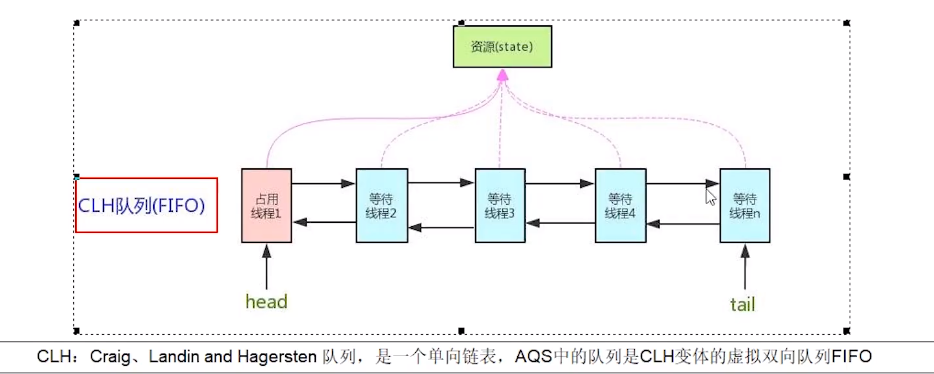 资源(state)
CLH队列(FIFO)
占用
线程1
等待
线程2
等待
线程3
等待
线程4
等待
线程n
head
tail
CLH：Craig、Landin and Hagersten 队列，是一个单向链表，AQS中的队列是CLH变体的虚拟双向队列FIFO